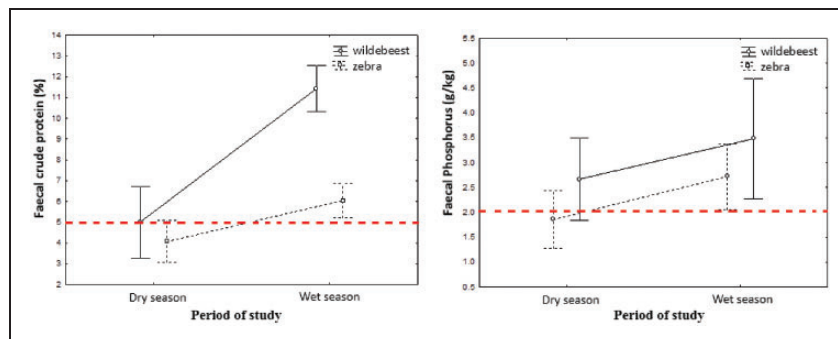 Faecal crude protein (%)
14
13
12
11
10
9
8
7
6
5
4
3
2
wildebeest
zebra
Dry season
Wet season
Period of study
Faecal Phosphorus (g/kg)
5.5
5.0
4.5
4.0
3.5
3.0
2.5
2.0
1.5
1.0
0.5
wildebeest
zebra
Dry season
Wet season
Period of study